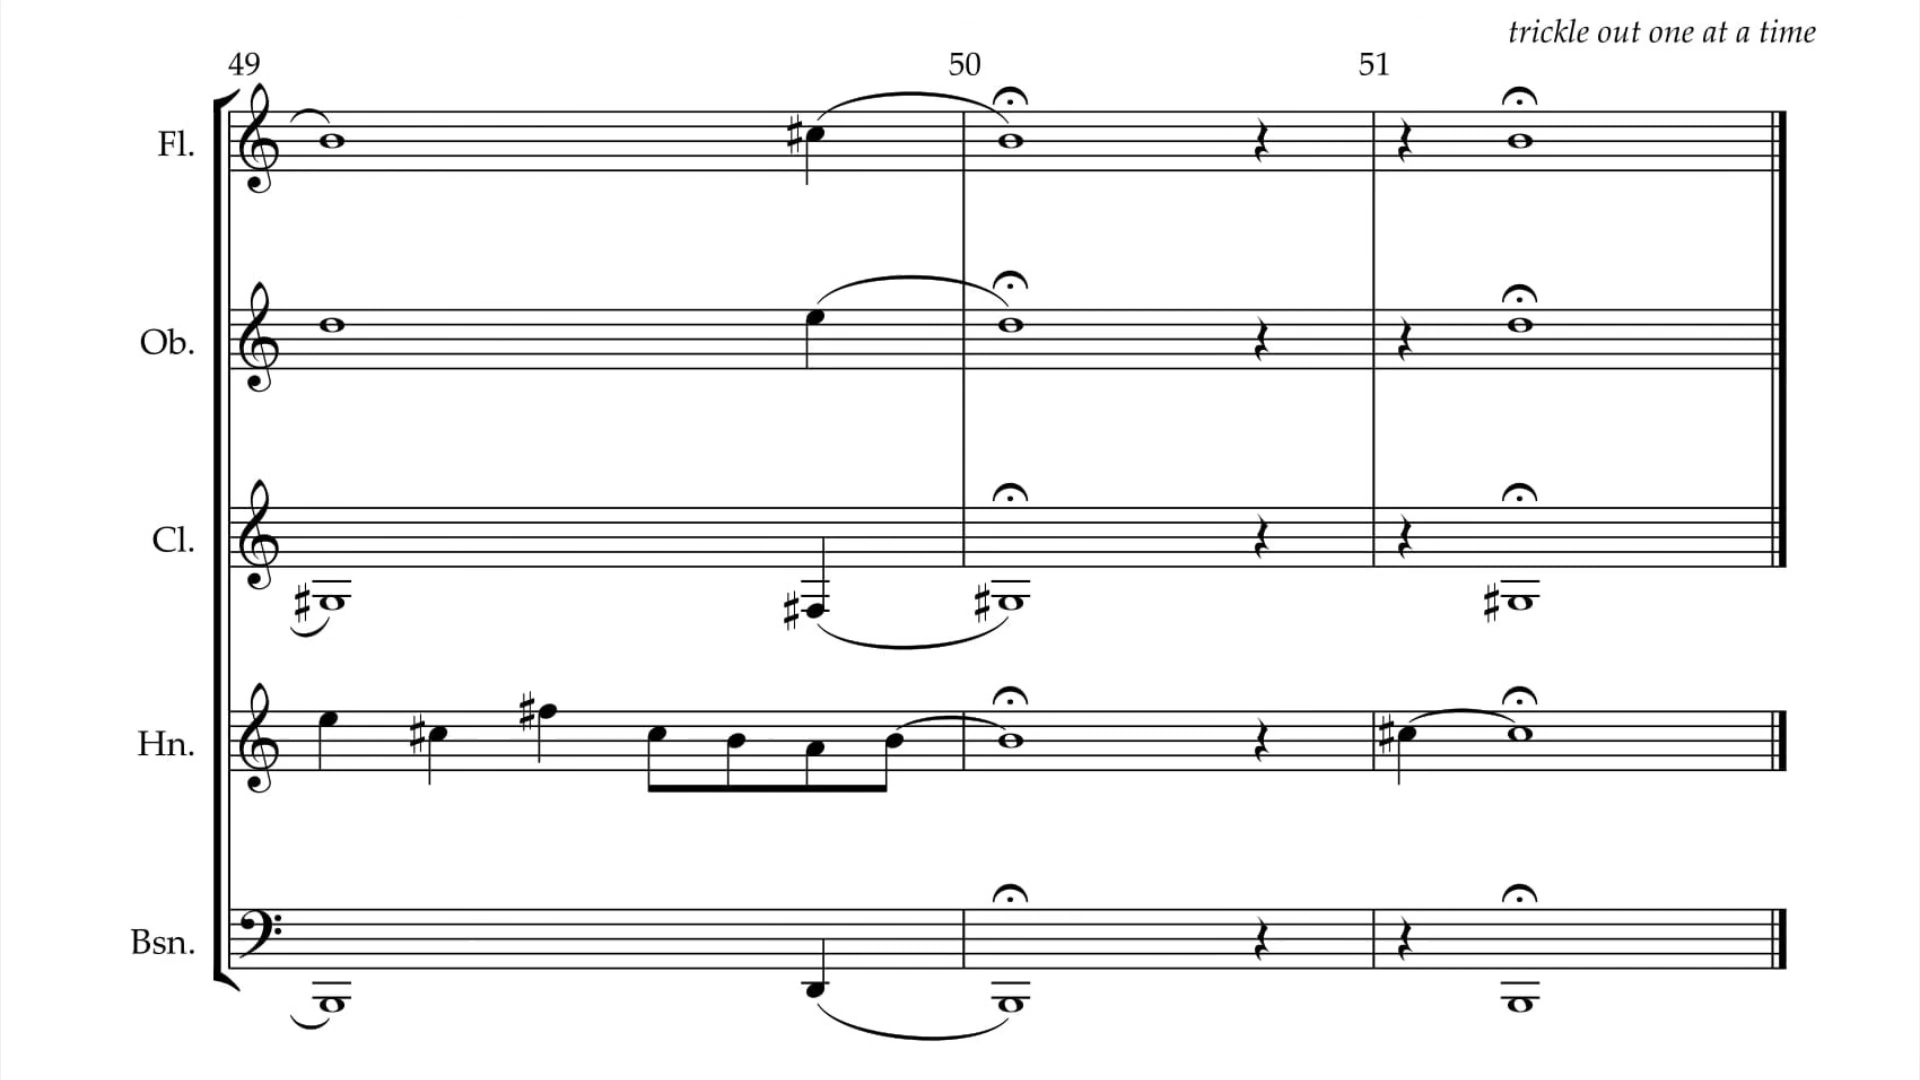 trickle out one at a time
49 50 51
Fl.
Ob.
Cl.
Hn.
Bsn.